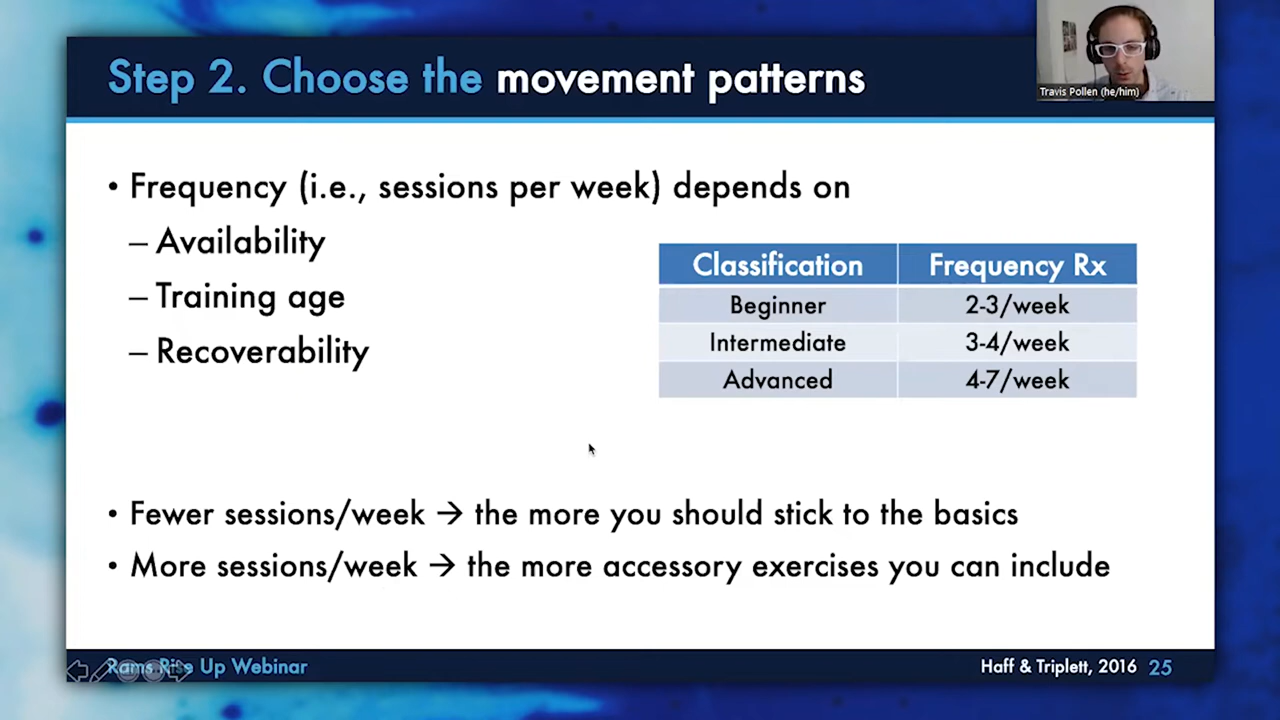 Step 2. Choose the movement patterns
Travis Pollen (he/him)
• Frequency (i.e., sessions per week) depends on
– Availability
– Training age
– Recoverability
Classification Frequency Rx
Beginner 2-3/week
Intermediate 3-4/week
Advanced 4-7/week
• Fewer sessions/week → the more you should stick to the basics
• More sessions/week → the more accessory exercises you can include
Rams Rise Up Webinar
Haff & Triplett, 2016 25